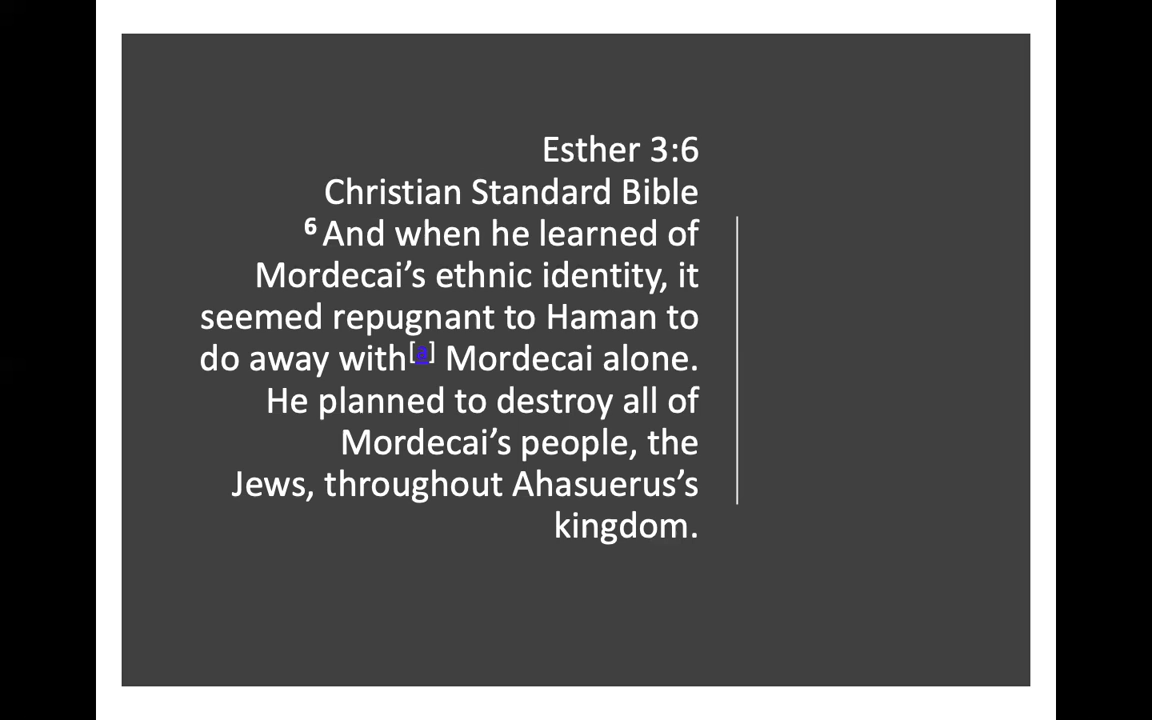 Esther 3:6
Christian Standard Bible
6 And when he learned of
Mordecai’s ethnic identity, it
seemed repugnant to Haman to
do away with[a] Mordecai alone.
He planned to destroy all of
Mordecai’s people, the
Jews, throughout Ahasuerus’s
kingdom.